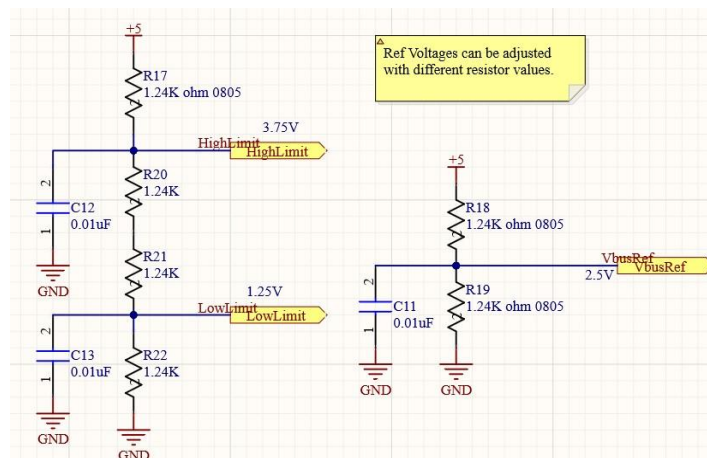 +5
R17
1.24K ohm 0805
Ref Voltages can be adjusted
with different resistor values.
3.75V
HighLimit
HighLimit
R20
1.24K
2
C12
0.01uF
1
GND
R21
1.24K
1.25V
LowLimit
LowLimit
2
C13
0.01uF
1
GND
R22
1.24K
GND
+5
R18
1.24K ohm 0805
VbusRef
VbusRef
2.5V
2
C11
0.01uF
1
GND
R19
1.24K ohm 0805
GND